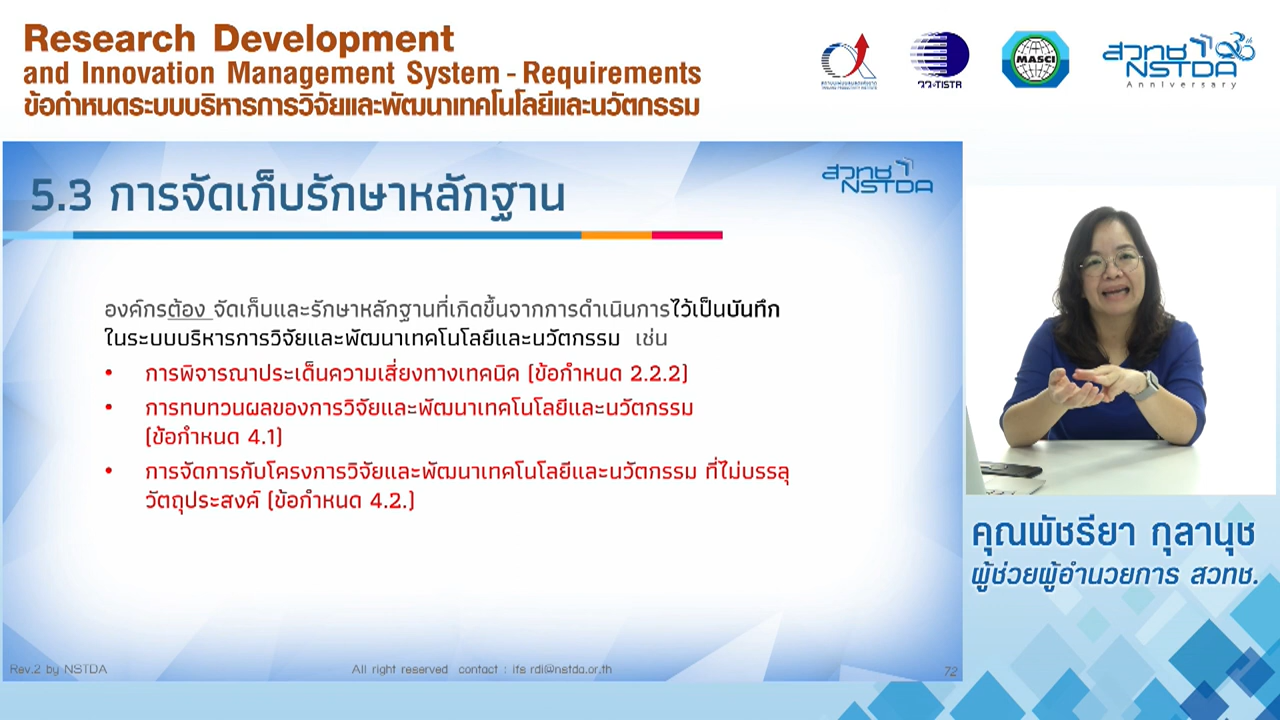 Research Development
and Innovation Management System - Requirements
ข้อกำหนดระบบบริหารการวิจัยและพัฒนาเทคโนโลยีและนวัตกรรม
วว. TISTR
MASCI
สวทช
NSTDA
Anniversary
5.3 การจัดเก็บรักษาหลักฐาน
สวทช
NSTDA
องค์กรต้อง จัดเก็บและรักษาหลักฐานที่เกิดขึ้นจากการดำเนินการไว้เป็นบันทึก
ในระบบบริหารการวิจัยและพัฒนาเทคโนโลยีและนวัตกรรม เช่น
• การพิจารณาประเด็นความเสี่ยงทางเทคนิค (ข้อกำหนด 2.2.2)
• การทบทวนผลของการวิจัยและพัฒนาเทคโนโลยีและนวัตกรรม
(ข้อกำหนด 4.1)
• การจัดการกับโครงการวิจัยและพัฒนาเทคโนโลยีและนวัตกรรม ที่ไม่บรรลุ
วัตถุประสงค์ (ข้อกำหนด 4.2.)
คุณพัชรียา กุลานุช
ผู้ช่วยผู้อำนวยการ สวทช.
Rev.2 by NSTDA
All right reserved contact : ifs rdi@nstda.or.th
72